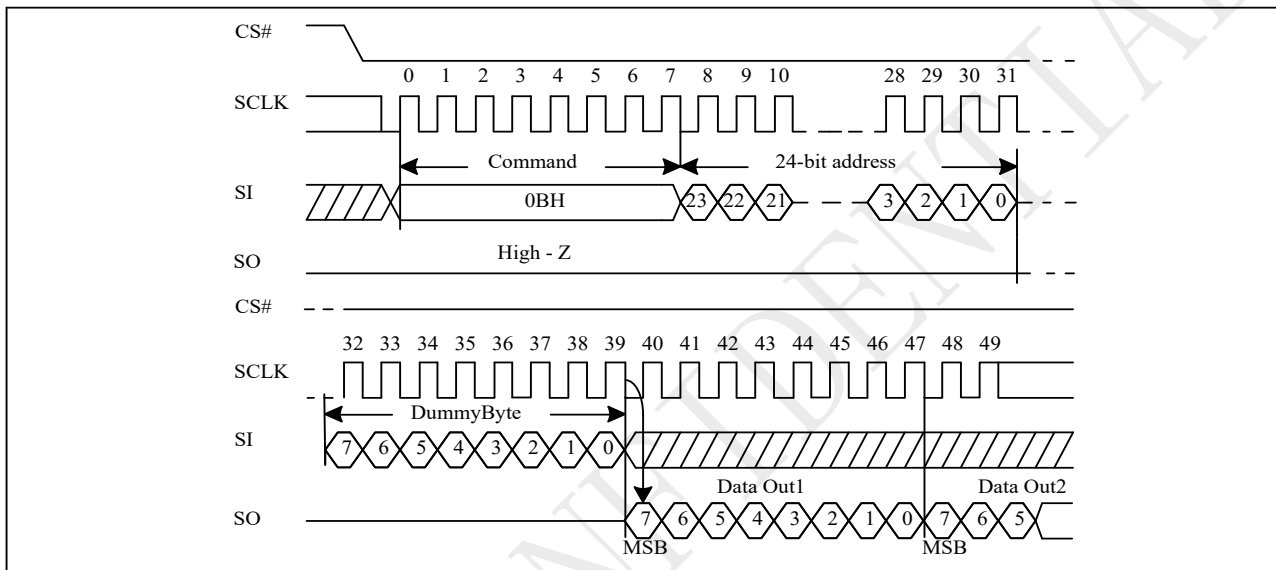 CS#
0 1 2 3 4 5 6 7 8 9 10 28 29 30 31
SCLK
Command 24-bit address
SI 0BH 23 22 21 3 2 1 0
High - Z
SO
CS#
32 33 34 35 36 37 38 39 40 41 42 43 44 45 46 47 48 49
SCLK
DummyByte
SI 7 6 5 4 3 2 1 0
Data Out1 Data Out2
SO 7 6 5 4 3 2 1 0 7 6 5
MSB MSB